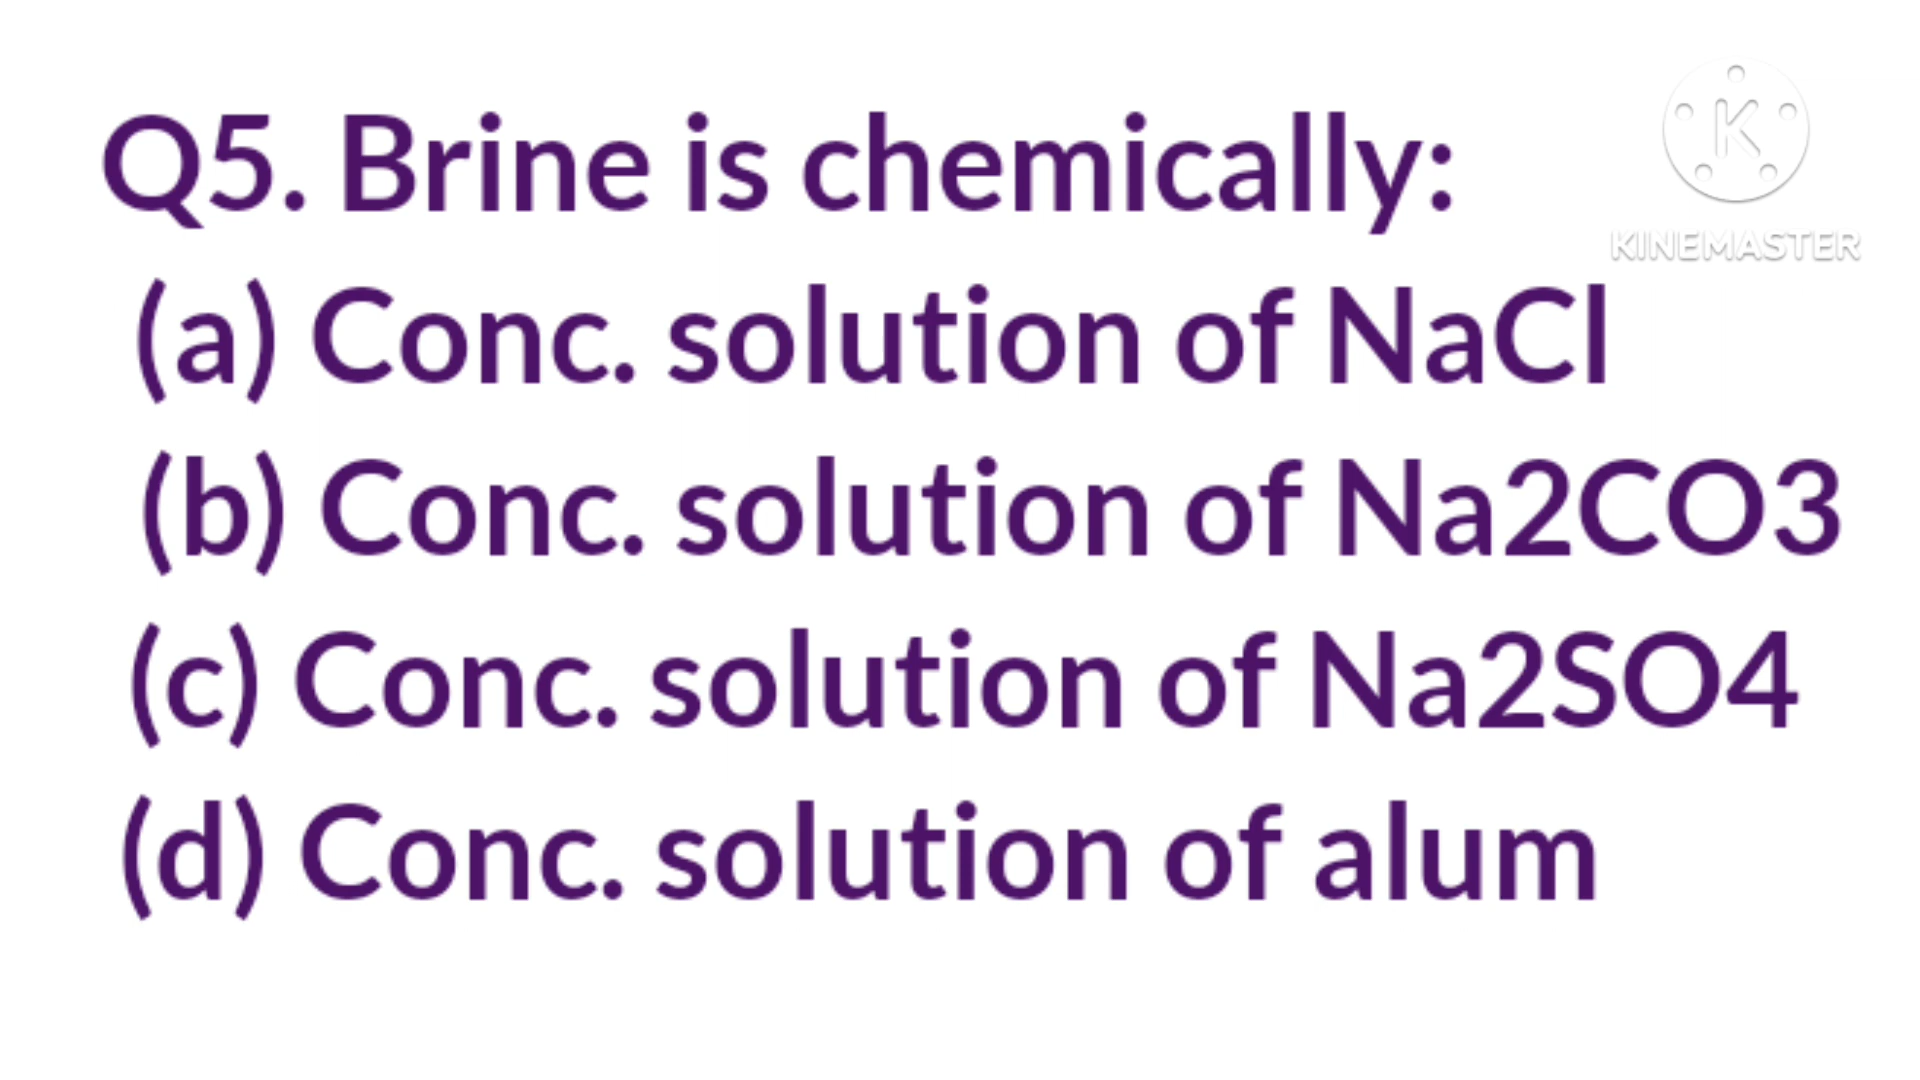 Q5. Brine is chemically:
K
KINEMASTER
(a) Conc. solution of NaCl
(b) Conc. solution of Na2CO3
(c) Conc. solution of Na2SO4
(d) Conc. solution of alum